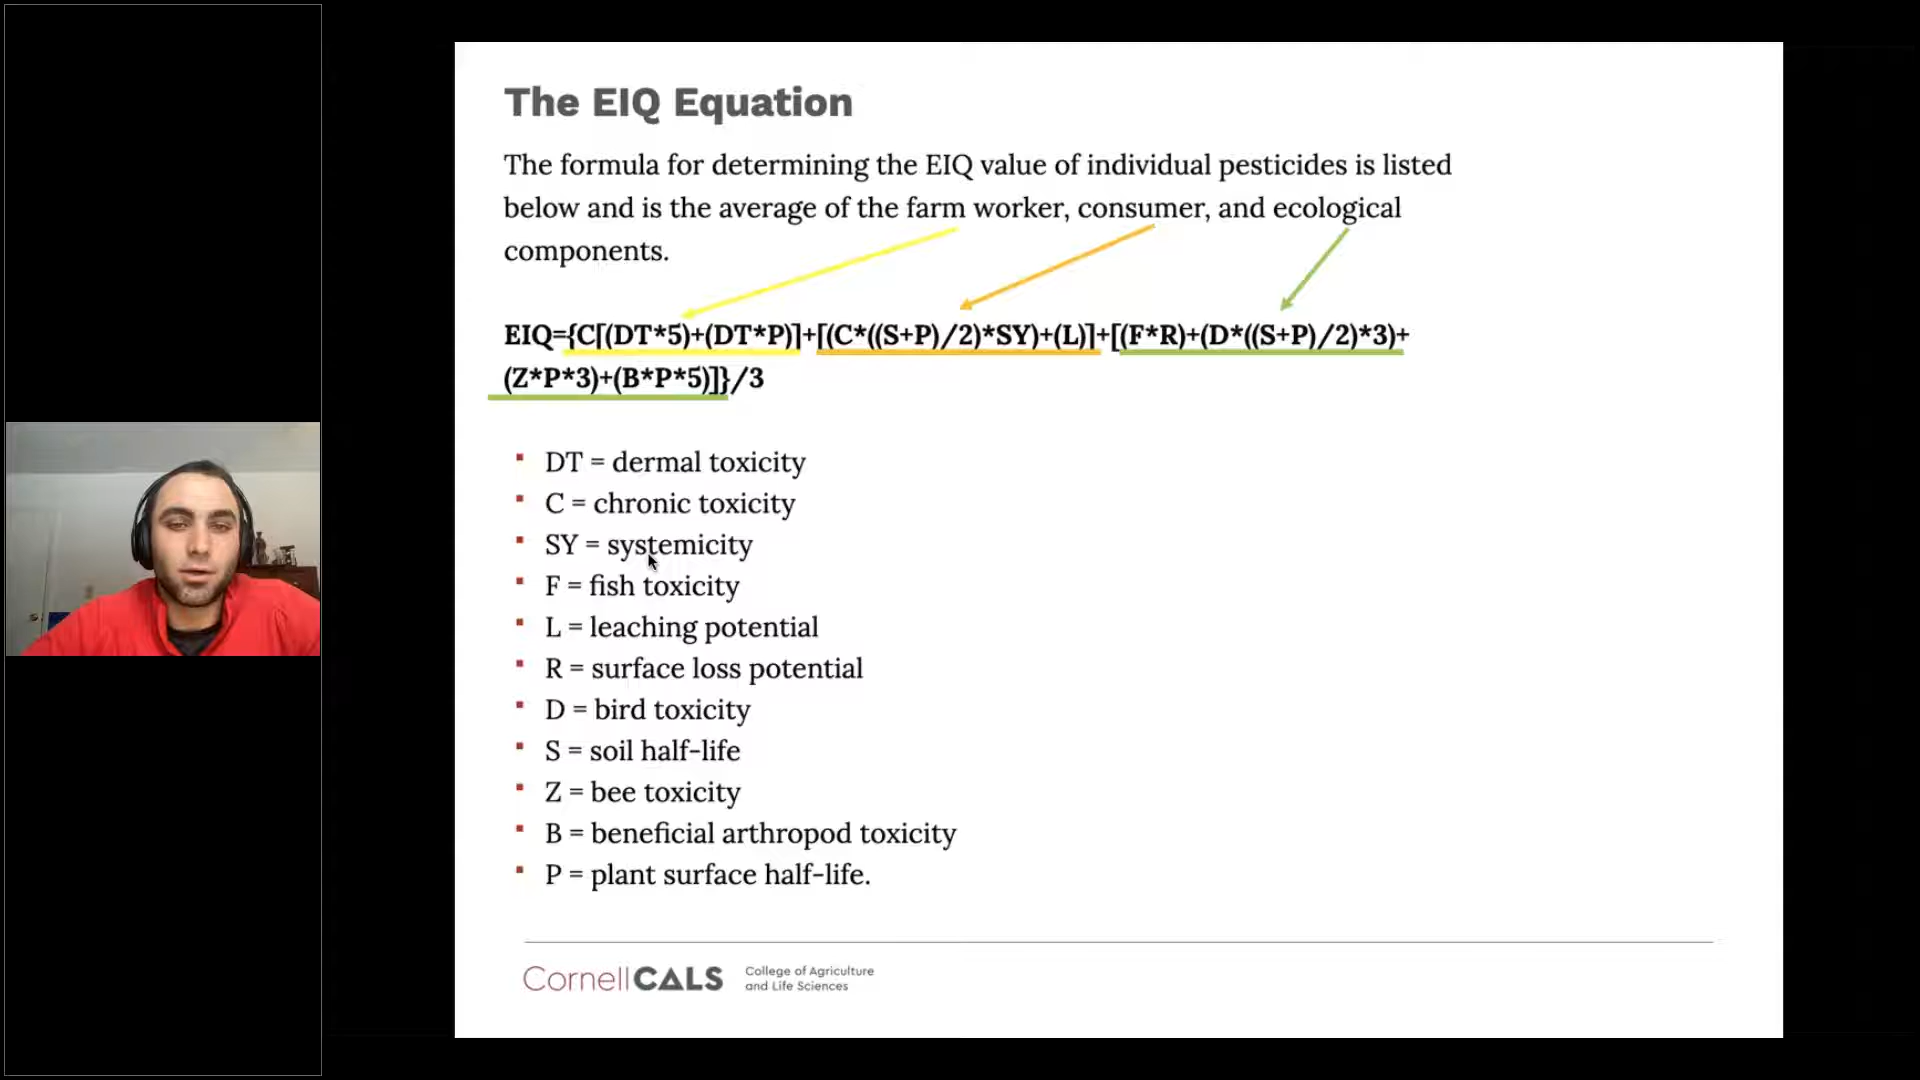 The EIQ Equation
The formula for determining the EIQ value of individual pesticides is listed
below and is the average of the farm worker, consumer, and ecological
components.
EIQ={C[(DT*5)+(DT*P)]+[(C*((S+P)/2)*SY)+(L)]+[(F*R)+(D*((S+P)/2)*3)+
(Z*P*3)+(B*P*5)]}/3
▪ DT = dermal toxicity
▪ C = chronic toxicity
▪ SY = systemicity
▪ F = fish toxicity
▪ L = leaching potential
▪ R = surface loss potential
▪ D = bird toxicity
▪ S = soil half-life
▪ Z = bee toxicity
▪ B = beneficial arthropod toxicity
▪ P = plant surface half-life.
CornellCALS
College of Agriculture
and Life Sciences